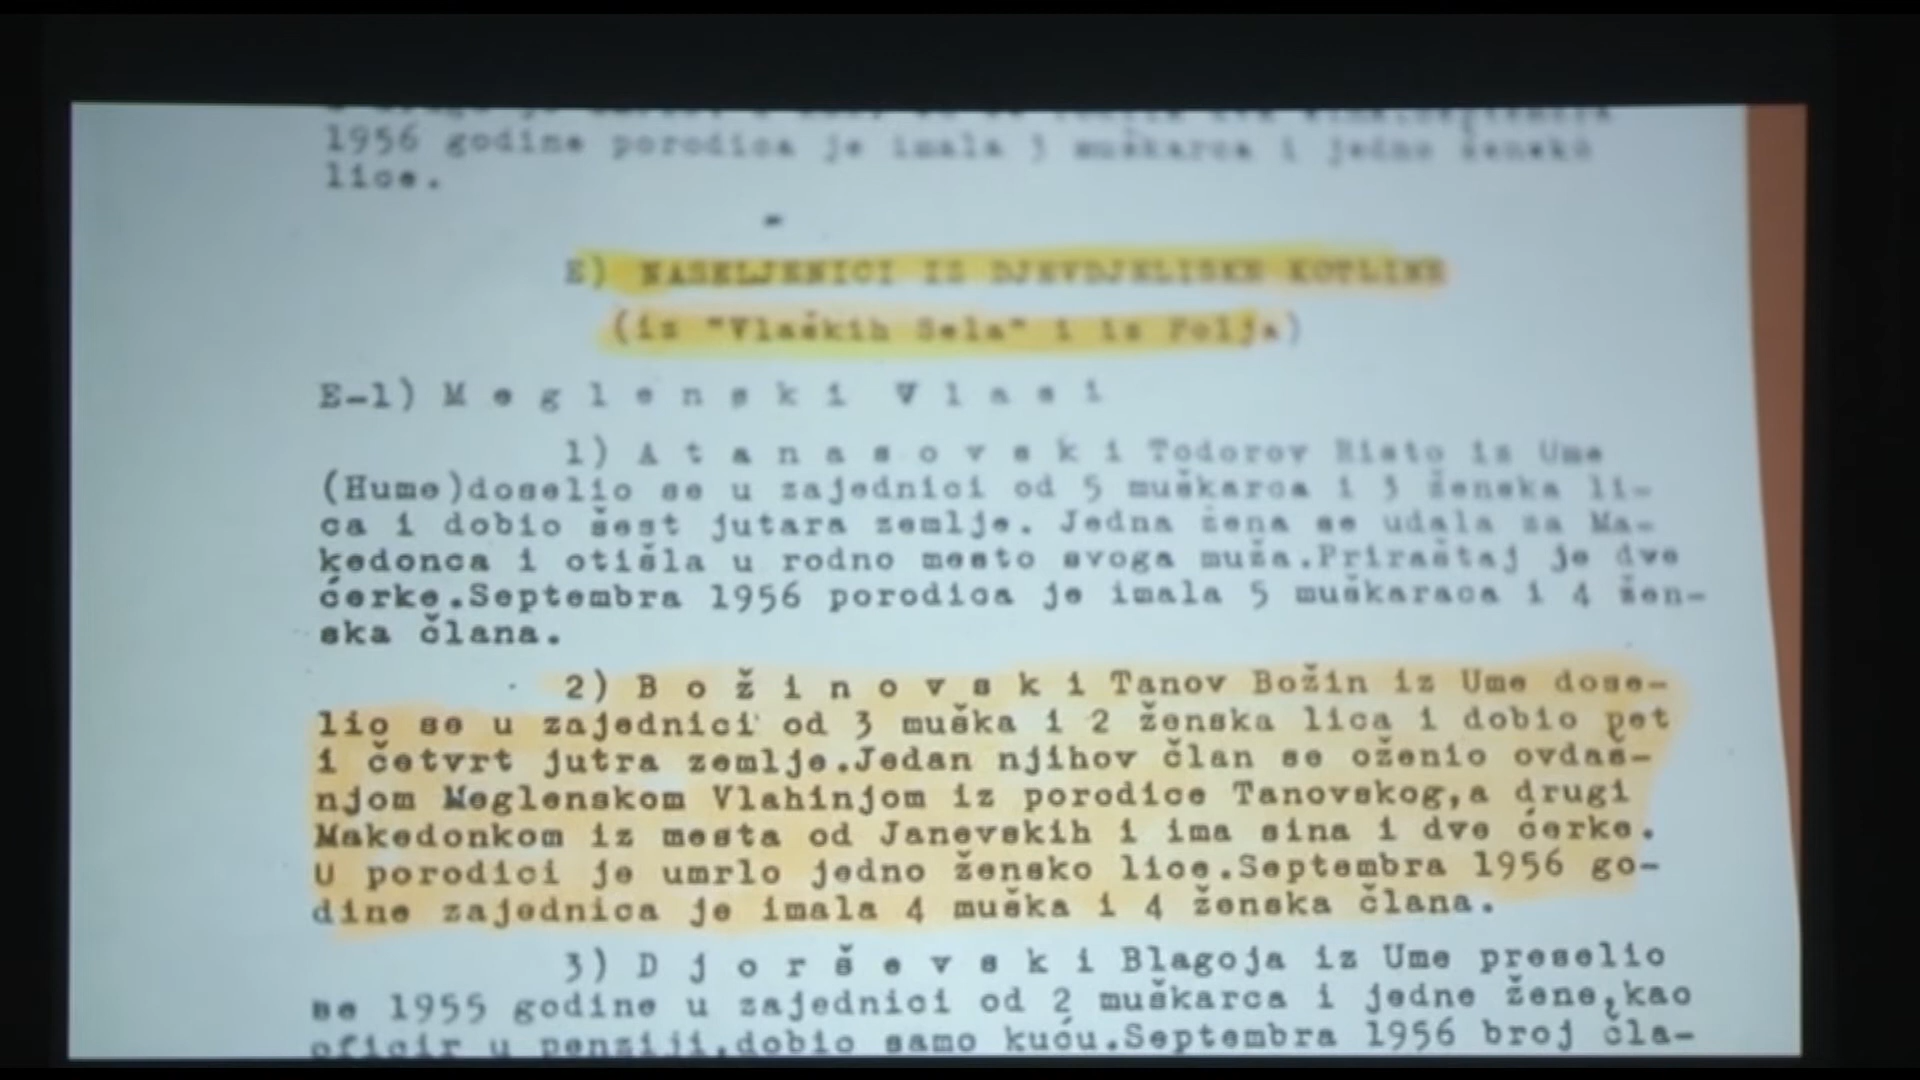 1956 godine porodica je imala 3 muškarca i jedno žensko
lice.
E) NASELJENICI IZ DJEVDJELISKE KOTLINE
(iz "Vlaških Sela" i iz Polja)
E-1) M e g l e n s k i V l a s i
1) A t a n a s o v s k i Todorov Risto iz Ume
(Hume)doselio se u zajednici od 5 muškarca i 3 ženska li-
ca i dobio šest jutara zemlje. Jedna žena se udala za Ma-
kedonca i otišla u rodno mesto svoga muža.Priraštaj je dve
ćerke.Septembra 1956 porodica je imala 5 muškaraca i 4 žen-
ska člana.
2) B o ž i n o v s k i Tanov Božin iz Ume dose-
lio se u zajednici od 3 muška i 2 ženska lica i dobio pet
i četvrt jutra zemlje.Jedan njihov član se oženio ovdaš-
njom Meglenskom Vlahinjom iz porodice Tanovskog,a drugi
Makedonkom iz mesta od Janevskih i ima sina i dve ćerke.
U porodici je umrlo jedno žensko lice.Septembra 1956 go-
dine zajednica je imala 4 muška i 4 ženska člana.
3) D j o r š e v s k i Blagoja iz Ume preselio
se 1955 godine u zajednici od 2 muškarca i jedne žene,kao
oficir u penziji,dobio samo kuću.Septembra 1956 broj čla-